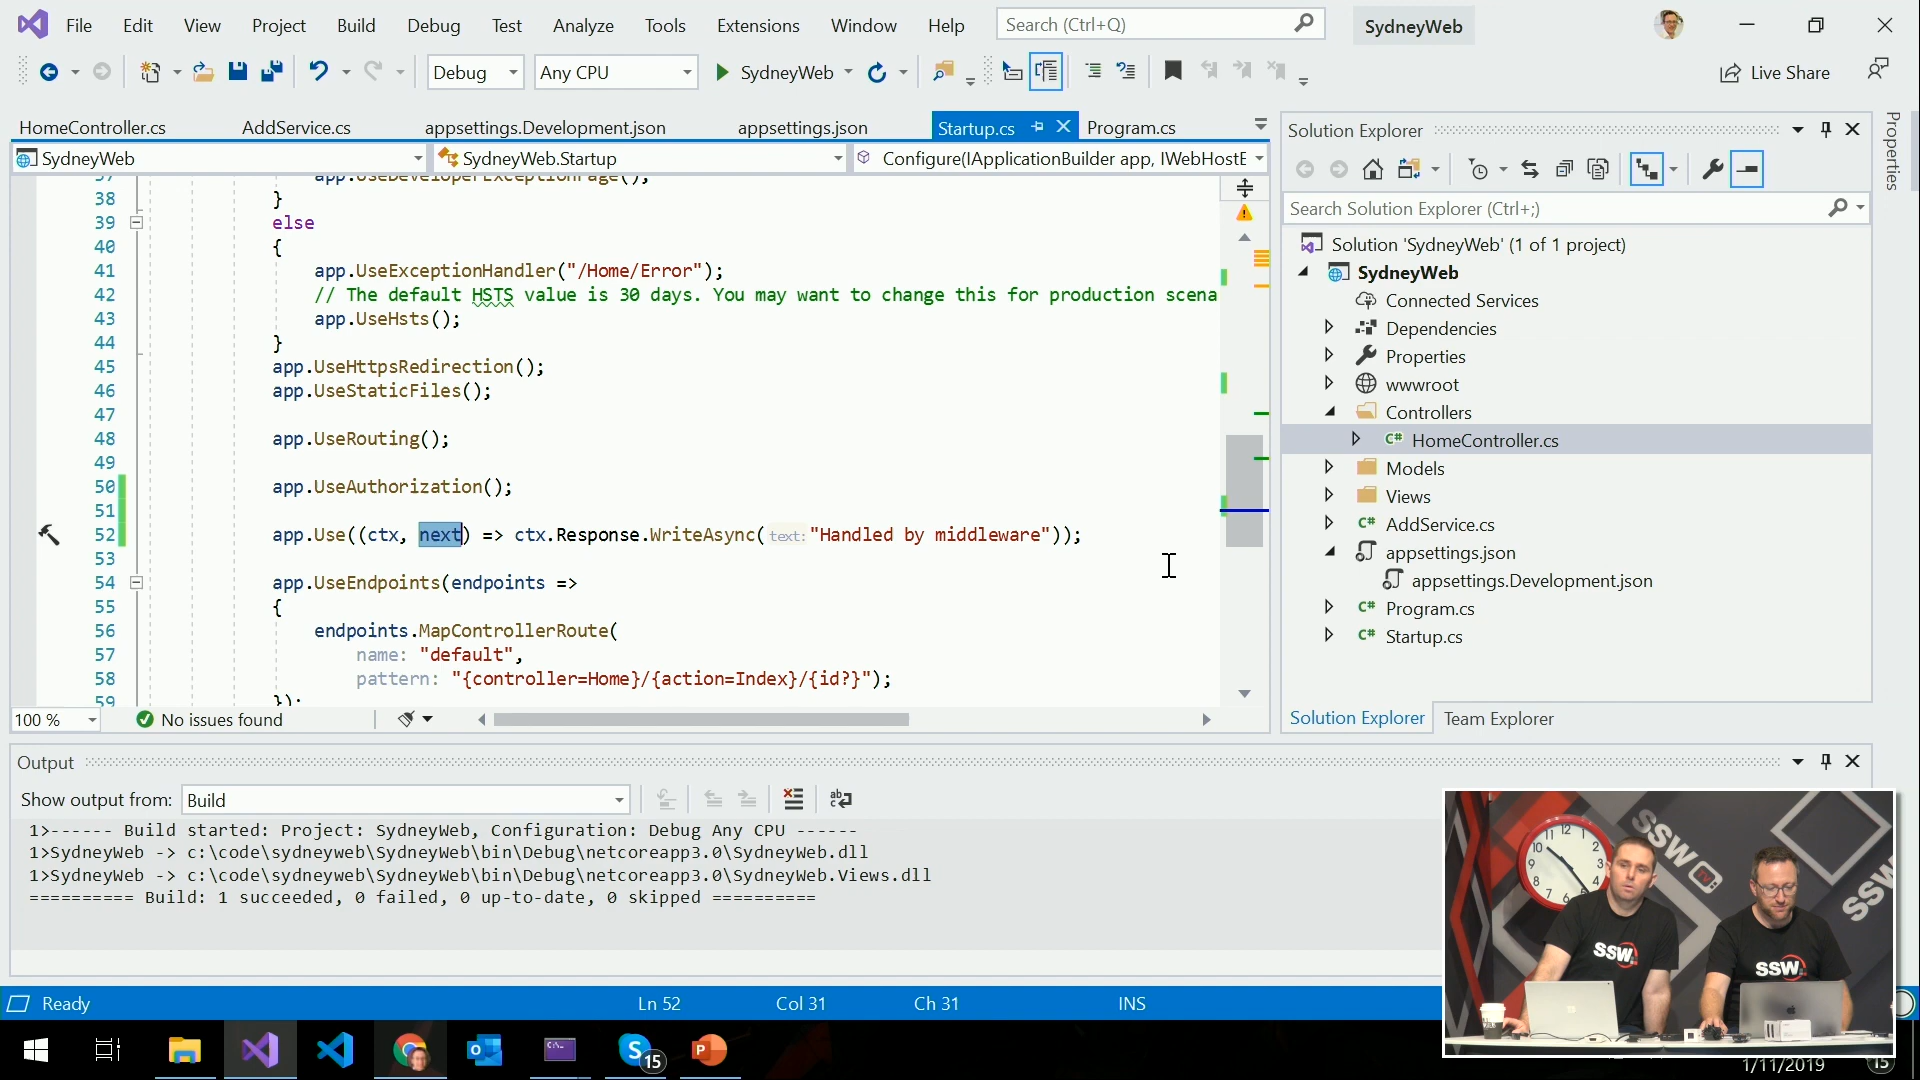 File Edit View Project Build Debug Test Analyze Tools Extensions Window Help Search (Ctrl+Q) SydneyWeb
Debug Any CPU SydneyWeb Live Share
HomeController.cs AddService.cs appsettings.Development.json appsettings.json Startup.cs Program.cs
SydneyWeb SydneyWeb.Startup Configure(IApplicationBuilder app, IWebHostE
37 app.UseDeveloperExceptionPage();
38 }
39 else
40 {
41 app.UseExceptionHandler("/Home/Error");
42 // The default HSTS value is 30 days. You may want to change this for production scena
43 app.UseHsts();
44 }
45 app.UseHttpsRedirection();
46 app.UseStaticFiles();
47
48 app.UseRouting();
49
50 app.UseAuthorization();
51
52 app.Use((ctx, next) => ctx.Response.WriteAsync(text: "Handled by middleware"));
53
54 app.UseEndpoints(endpoints =>
55 {
56 endpoints.MapControllerRoute(
57 name: "default",
58 pattern: "{controller=Home}/{action=Index}/{id?}");
59 });
100 % No issues found
Solution Explorer
Search Solution Explorer (Ctrl+;)
Solution 'SydneyWeb' (1 of 1 project)
SydneyWeb
Connected Services
Dependencies
Properties
wwwroot
Controllers
C# HomeController.cs
Models
Views
C# AddService.cs
appsettings.json
appsettings.Development.json
C# Program.cs
C# Startup.cs
Solution Explorer Team Explorer
Properties
Output
Show output from: Build
1>------ Build started: Project: SydneyWeb, Configuration: Debug Any CPU ------
1>SydneyWeb -> c:\code\sydneyweb\SydneyWeb\bin\Debug\netcoreapp3.0\SydneyWeb.dll
1>SydneyWeb -> c:\code\sydneyweb\SydneyWeb\bin\Debug\netcoreapp3.0\SydneyWeb.Views.dll
========== Build: 1 succeeded, 0 failed, 0 up-to-date, 0 skipped ==========
Ready Ln 52 Col 31 Ch 31 INS
SSW TV
SSW
SSW
SSW
15
1/11/2019
15